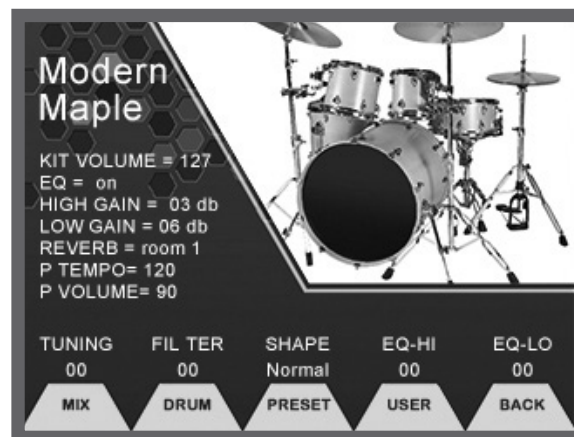 Modern
Maple
KIT VOLUME = 127
EQ = on
HIGH GAIN = 03 db
LOW GAIN = 06 db
REVERB = room 1
P TEMPO= 120
P VOLUME= 90
TUNING FIL TER SHAPE EQ-HI EQ-LO
00 00 Normal 00 00
MIX DRUM PRESET USER BACK